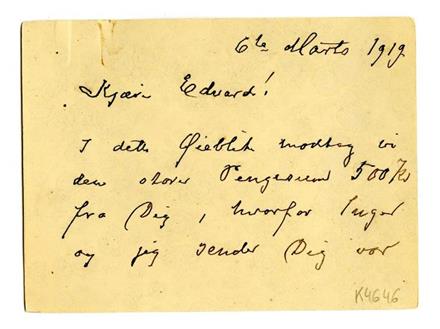 6te Marts 1919
Kjære Edvard!
I dette Øieblik modtog vi
den store Pengesum 500 Kr
fra Dig, hvorfor Inger
og jeg sender Dig vor
K4646